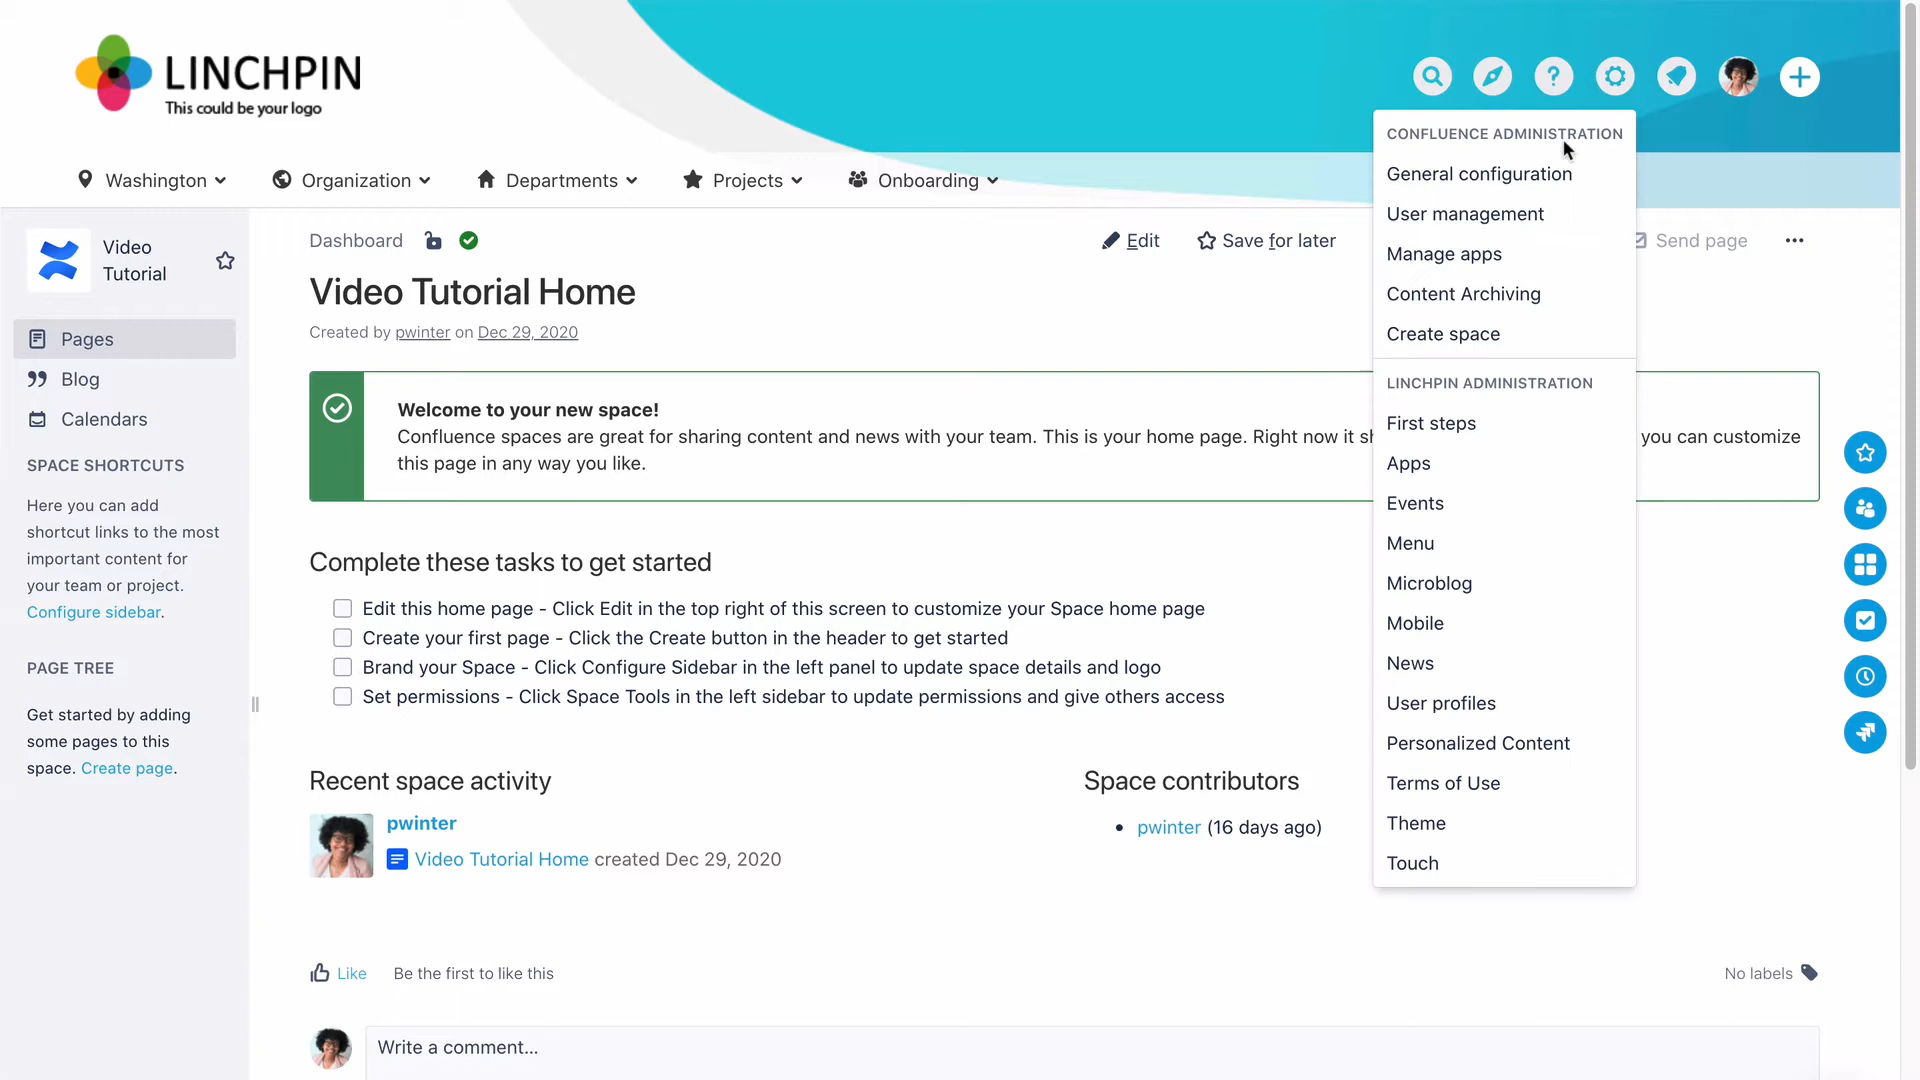 LINCHPIN
This could be your logo
Washington
Organization
Departments
Projects
Onboarding
Video
Tutorial
Pages
Blog
Calendars
SPACE SHORTCUTS
Here you can add
shortcut links to the most
important content for
your team or project.
Configure sidebar.
PAGE TREE
Get started by adding
some pages to this
space. Create page.
Dashboard
Edit
Save for later
Send page
Video Tutorial Home
Created by pwinter on Dec 29, 2020
Welcome to your new space!
Confluence spaces are great for sharing content and news with your team. This is your home page. Right now it you can customize
this page in any way you like.
Complete these tasks to get started
Edit this home page - Click Edit in the top right of this screen to customize your Space home page
Create your first page - Click the Create button in the header to get started
Brand your Space - Click Configure Sidebar in the left panel to update space details and logo
Set permissions - Click Space Tools in the left sidebar to update permissions and give others access
Recent space activity
pwinter
Video Tutorial Home created Dec 29, 2020
Space contributors
pwinter (16 days ago)
Like
Be the first to like this
No labels
Write a comment...
CONFLUENCE ADMINISTRATION
General configuration
User management
Manage apps
Content Archiving
Create space
LINCHPIN ADMINISTRATION
First steps
Apps
Events
Menu
Microblog
Mobile
News
User profiles
Personalized Content
Terms of Use
Theme
Touch